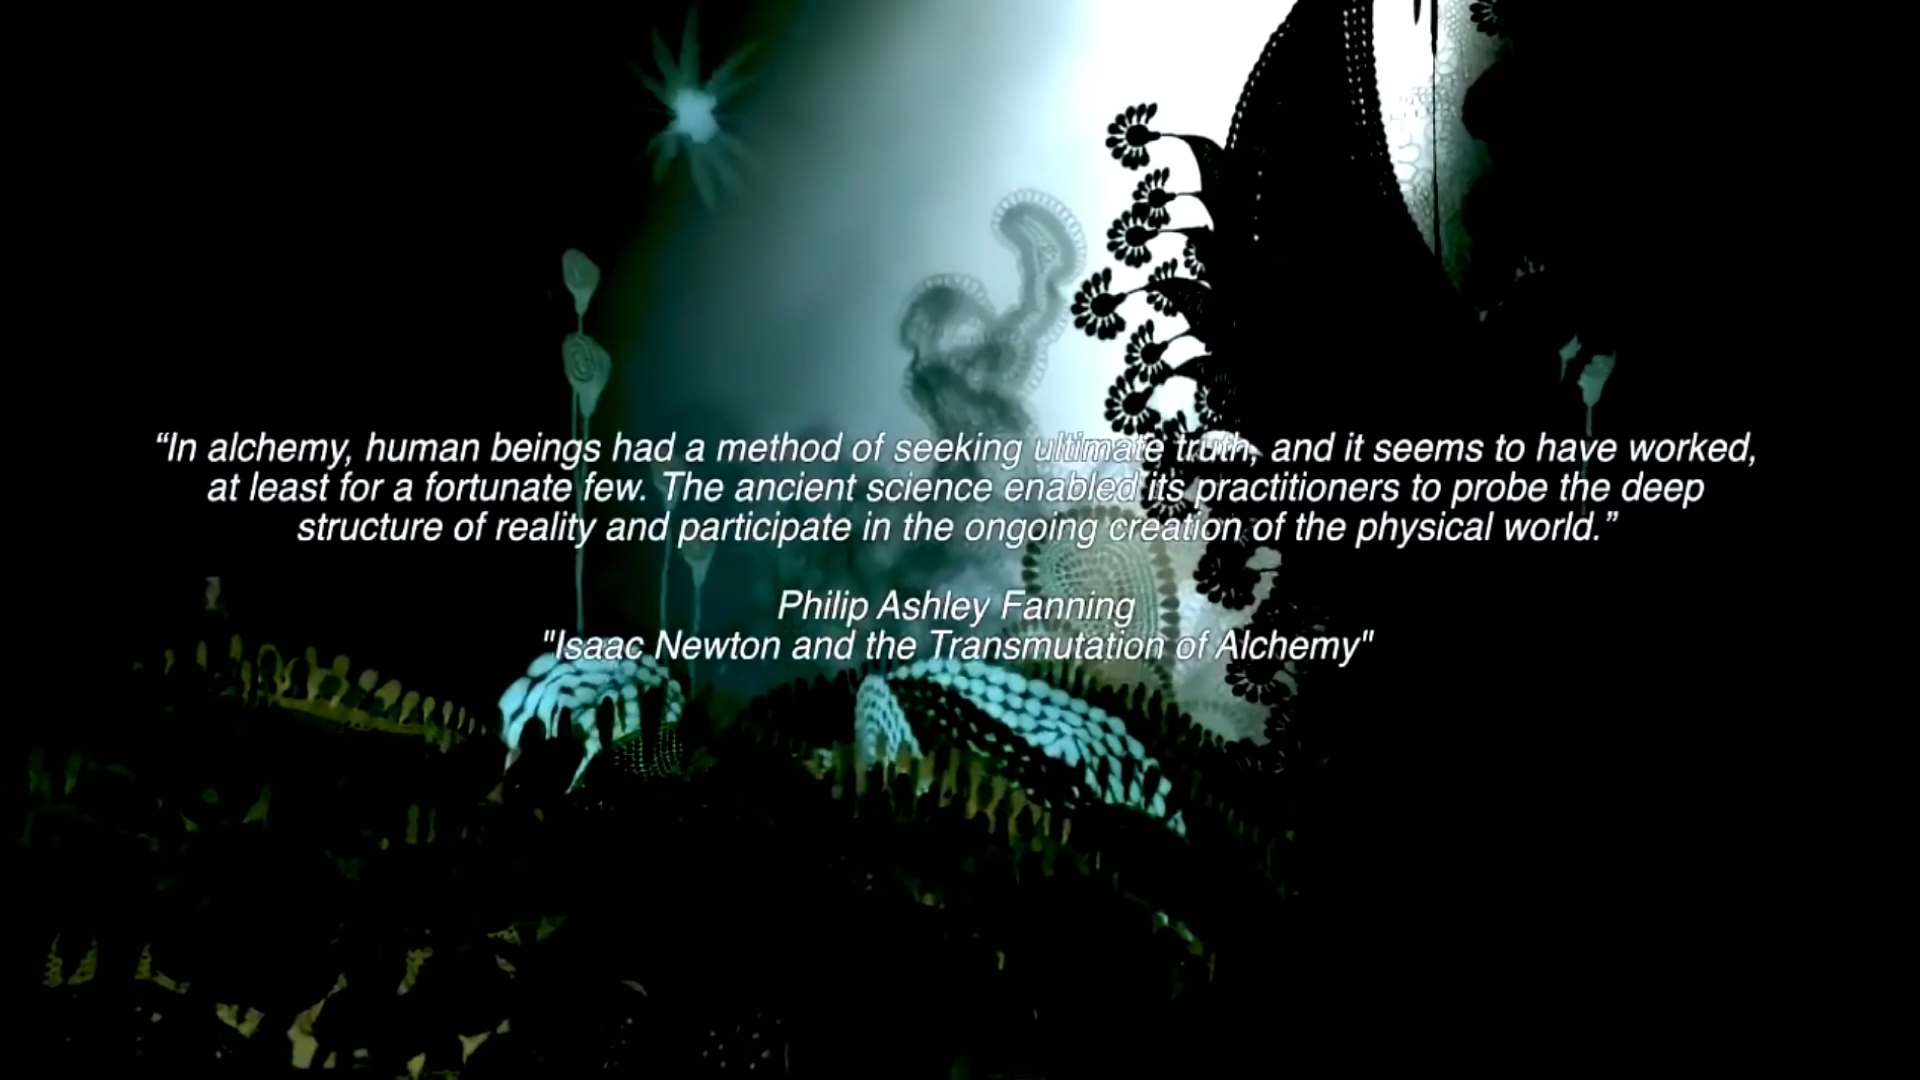 “In alchemy, human beings had a method of seeking ultimate truth, and it seems to have worked,
at least for a fortunate few. The ancient science enabled its practitioners to probe the deep
structure of reality and participate in the ongoing creation of the physical world.”
Philip Ashley Fanning
"Isaac Newton and the Transmutation of Alchemy"